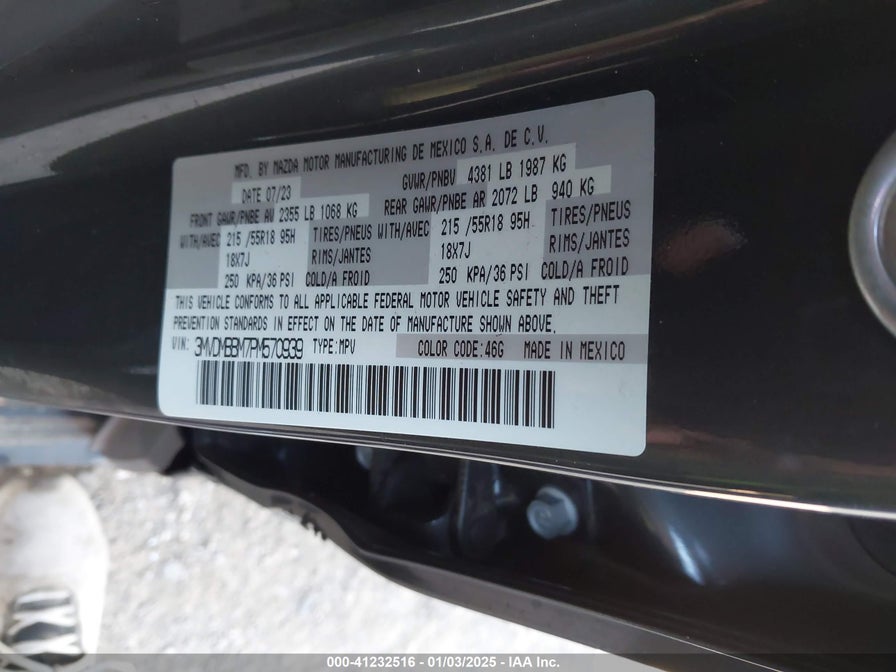 MFD. BY MAZDA MOTOR MANUFACTURING DE MEXICO S.A. DE C.V.
DATE 07/23 GVWR/PNBV 4381 LB 1987 KG
FRONT GAWR/PNBE AV 2355 LB 1068 KG REAR GAWR/PNBE AR 2072 LB 940 KG
WITH/AVEC 215 /55R18 95H TIRES/PNEUS WITH/AVEC 215 /55R18 95H TIRES/PNEUS
18X7J RIMS/JANTES 18X7J RIMS/JANTES
250 KPA/36 PSI COLD/A FROID 250 KPA/36 PSI COLD/A FROID
THIS VEHICLE CONFORMS TO ALL APPLICABLE FEDERAL MOTOR VEHICLE SAFETY AND THEFT
PREVENTION STANDARDS IN EFFECT ON THE DATE OF MANUFACTURE SHOWN ABOVE.
VIN: 3MVDMBBM7PM570939 TYPE:MPV COLOR CODE:46G MADE IN MEXICO
000-41232516 - 01/03/2025 - IAA Inc.